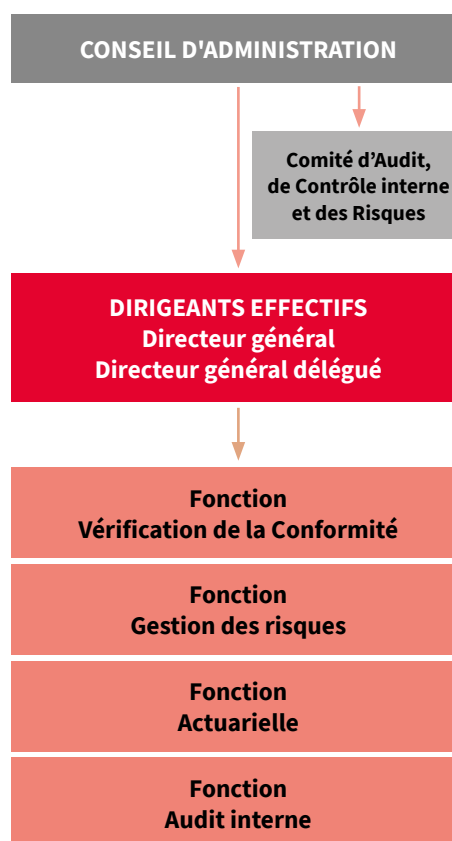 CONSEIL D'ADMINISTRATION
Comité d’Audit,
de Contrôle interne
et des Risques
DIRIGEANTS EFFECTIFS
Directeur général
Directeur général délégué
Fonction
Vérification de la Conformité
Fonction
Gestion des risques
Fonction
Actuarielle
Fonction
Audit interne